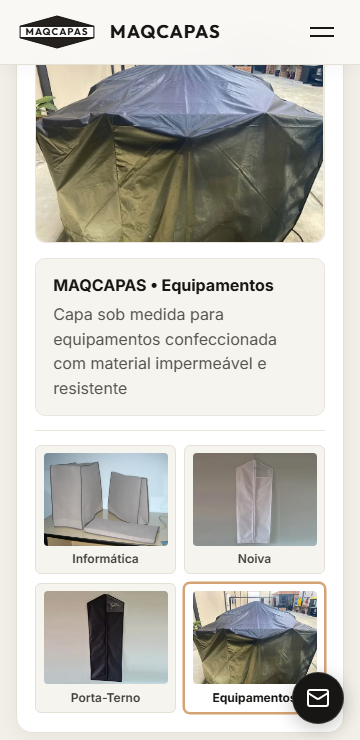 MAQCAPAS MAQCAPAS
MAQCAPAS • Equipamentos
Capa sob medida para
equipamentos confeccionada
com material impermeável e
resistente
Informática
Noiva
Porta-Terno
Equipamentos